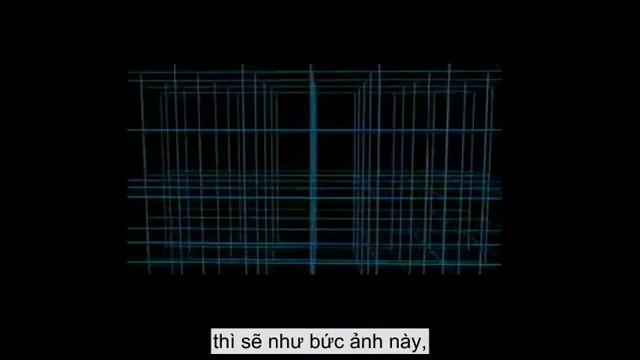 thì sẽ như bức ảnh này,